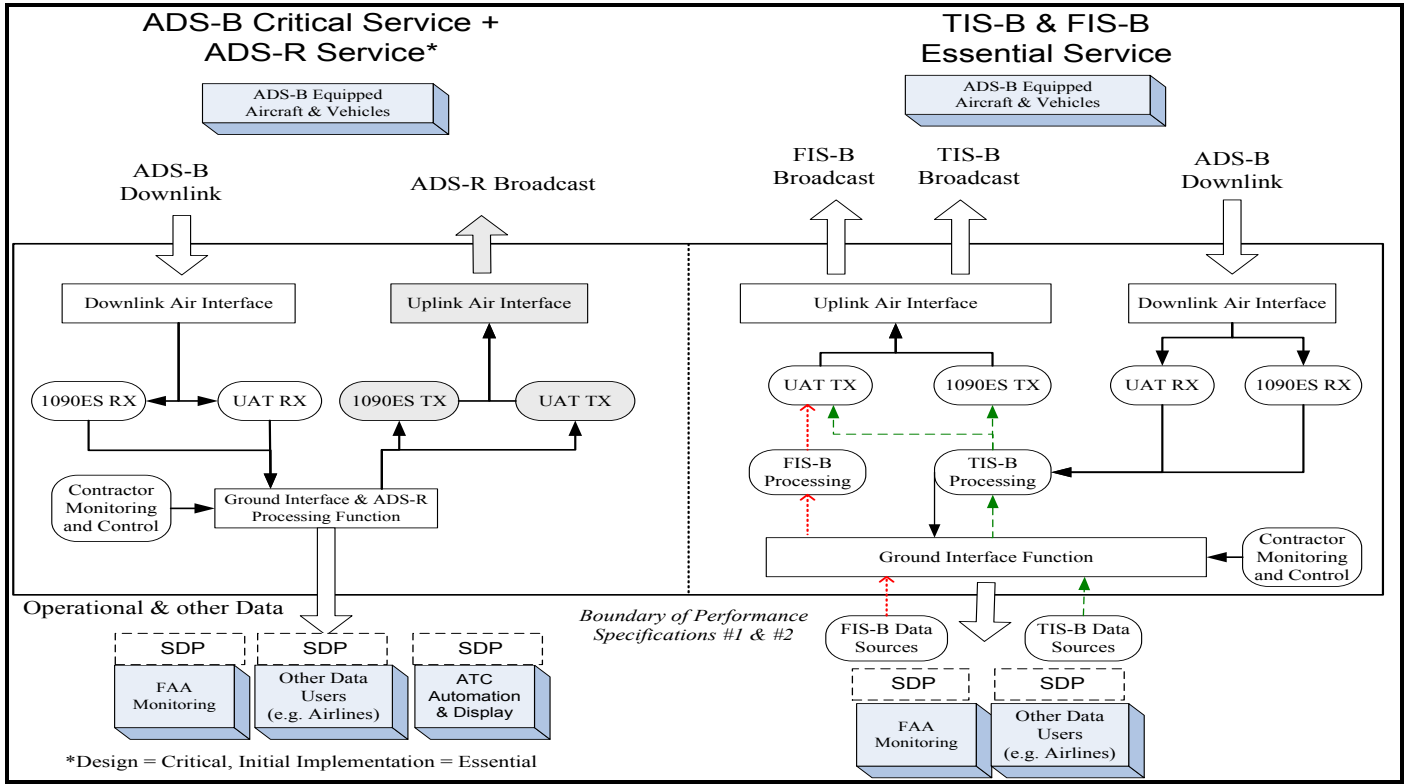 ADS-B Critical Service +
ADS-R Service*
ADS-B Equipped
Aircraft & Vehicles
ADS-B
Downlink
ADS-R Broadcast
Downlink Air Interface
Uplink Air Interface
1090ES RX
UAT RX
1090ES TX
UAT TX
Contractor
Monitoring
and Control
Ground Interface & ADS-R
Processing Function
Operational & other Data
SDP
FAA
Monitoring
SDP
Other Data
Users
(e.g. Airlines)
SDP
ATC
Automation
& Display
*Design = Critical, Initial Implementation = Essential
TIS-B & FIS-B
Essential Service
ADS-B Equipped
Aircraft & Vehicles
FIS-B
Broadcast
TIS-B
Broadcast
ADS-B
Downlink
Uplink Air Interface
Downlink Air Interface
UAT TX
1090ES TX
UAT RX
1090ES RX
FIS-B
Processing
TIS-B
Processing
Ground Interface Function
Contractor
Monitoring
and Control
Boundary of Performance
Specifications #1 & #2
FIS-B Data
Sources
TIS-B Data
Sources
SDP
FAA
Monitoring
SDP
Other Data
Users
(e.g. Airlines)